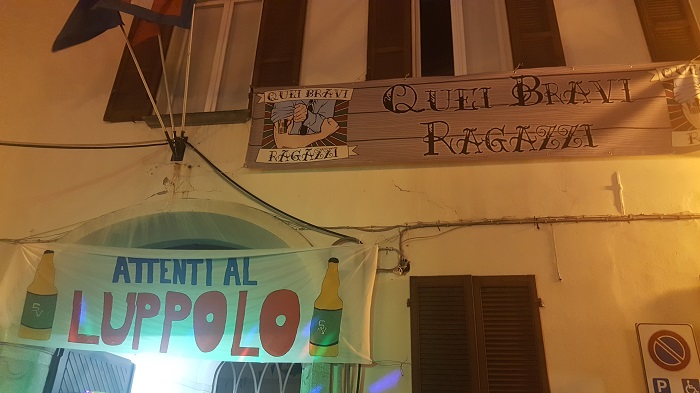 QUEI BRAVI
RAGAZZI
QUEI BRAVI
RAGAZZI
ATTENTI AL
LUPPOLO
P